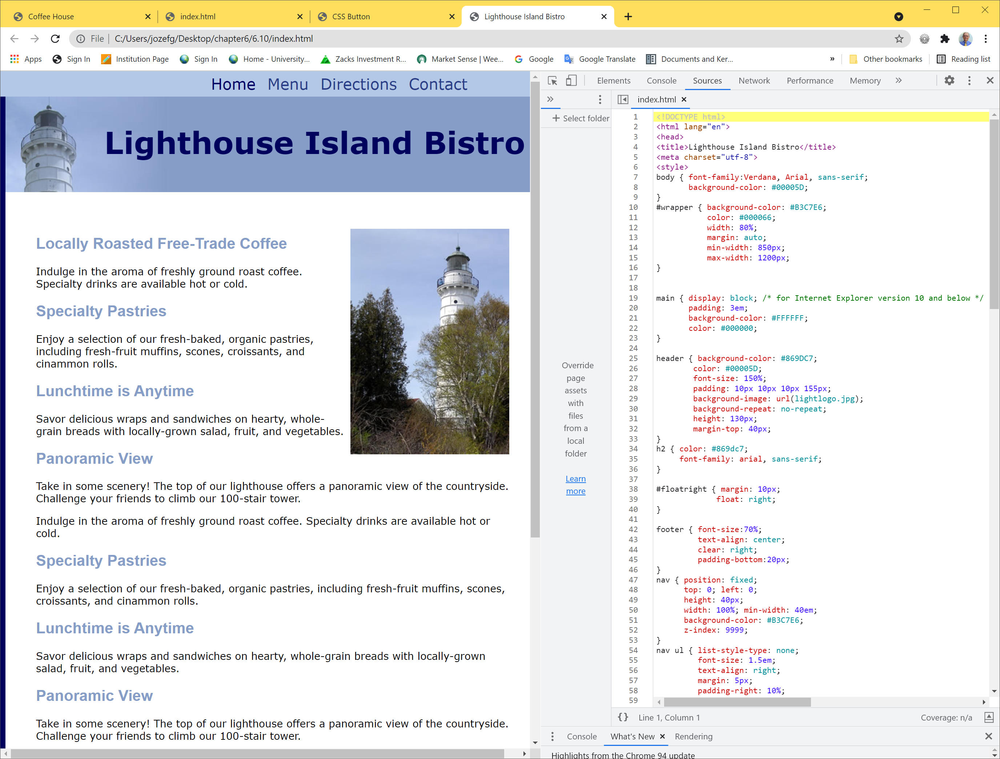 Coffee House
index.html
CSS Button
Lighthouse Island Bistro
File
C:/Users/jozefg/Desktop/chapter6/6.10/index.html
Apps
Sign In
Institution Page
Sign In
Home - University...
Zacks Investment R...
Market Sense | Wee...
Google
Google Translate
Documents and Ker...
»
Other bookmarks
Reading list
Home Menu Directions Contact
Lighthouse Island Bistro
Locally Roasted Free-Trade Coffee
Indulge in the aroma of freshly ground roast coffee.
Specialty drinks are available hot or cold.
Specialty Pastries
Enjoy a selection of our fresh-baked, organic pastries,
including fresh-fruit muffins, scones, croissants, and
cinammon rolls.
Lunchtime is Anytime
Savor delicious wraps and sandwiches on hearty, whole-
grain breads with locally-grown salad, fruit, and vegetables.
Panoramic View
Take in some scenery! The top of our lighthouse offers a panoramic view of the countryside.
Challenge your friends to climb our 100-stair tower.
Indulge in the aroma of freshly ground roast coffee. Specialty drinks are available hot or
cold.
Specialty Pastries
Enjoy a selection of our fresh-baked, organic pastries, including fresh-fruit muffins, scones,
croissants, and cinammon rolls.
Lunchtime is Anytime
Savor delicious wraps and sandwiches on hearty, whole-grain breads with locally-grown
salad, fruit, and vegetables.
Panoramic View
Take in some scenery! The top of our lighthouse offers a panoramic view of the countryside.
Challenge your friends to climb our 100-stair tower.
Elements Console Sources Network Performance Memory »
»
index.html
+ Select folder
Override
page
assets
with
files
from a
local
folder
Learn
more
1 <!DOCTYPE html>
2 <html lang="en">
3 <head>
4 <title>Lighthouse Island Bistro</title>
5 <meta charset="utf-8">
6 <style>
7 body { font-family:Verdana, Arial, sans-serif;
8 background-color: #00005D;
9 }
10 #wrapper { background-color: #B3C7E6;
11 color: #000066;
12 width: 80%;
13 margin: auto;
14 min-width: 850px;
15 max-width: 1200px;
16 }
17
18
19 main { display: block; /* for Internet Explorer version 10 and below */
20 padding: 3em;
21 background-color: #FFFFFF;
22 color: #000000;
23 }
24
25 header { background-color: #869DC7;
26 color: #00005D;
27 font-size: 150%;
28 padding: 10px 10px 10px 155px;
29 background-image: url(lightlogo.jpg);
30 background-repeat: no-repeat;
31 height: 130px;
32 margin-top: 40px;
33 }
34 h2 { color: #869dc7;
35 font-family: arial, sans-serif;
36 }
37
38 #floatright { margin: 10px;
39 float: right;
40 }
41
42 footer { font-size:70%;
43 text-align: center;
44 clear: right;
45 padding-bottom:20px;
46 }
47 nav { position: fixed;
48 top: 0; left: 0;
49 height: 40px;
50 width: 100%; min-width: 40em;
51 background-color: #B3C7E6;
52 z-index: 9999;
53 }
54 nav ul { list-style-type: none;
55 font-size: 1.5em;
56 text-align: right;
57 margin: 5px;
58 padding-right: 10%;
59
{} Line 1, Column 1
Coverage: n/a
Console What's New Rendering
Highlights from the Chrome 94 update